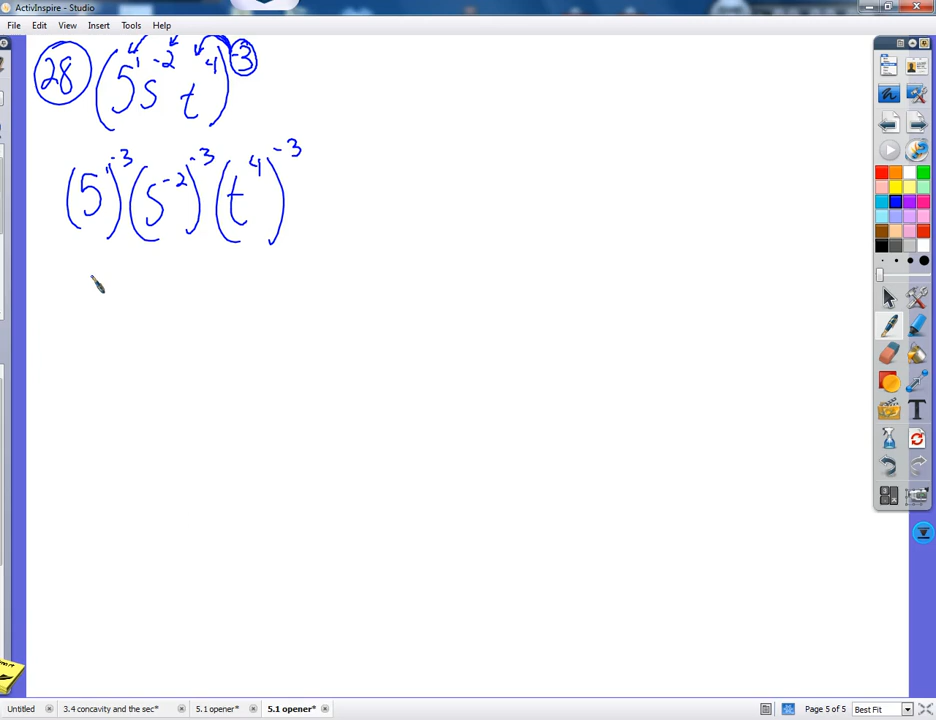 ActivInspire - Studio
File Edit View Insert Tools Help
28 (5¹s⁻²t⁴)⁻³
(5¹)⁻³(s⁻²)⁻³(t⁴)⁻³
Untitled 3.4 concavity and the sec* 5.1 opener* 5.1 opener* Page 5 of 5 Best Fit